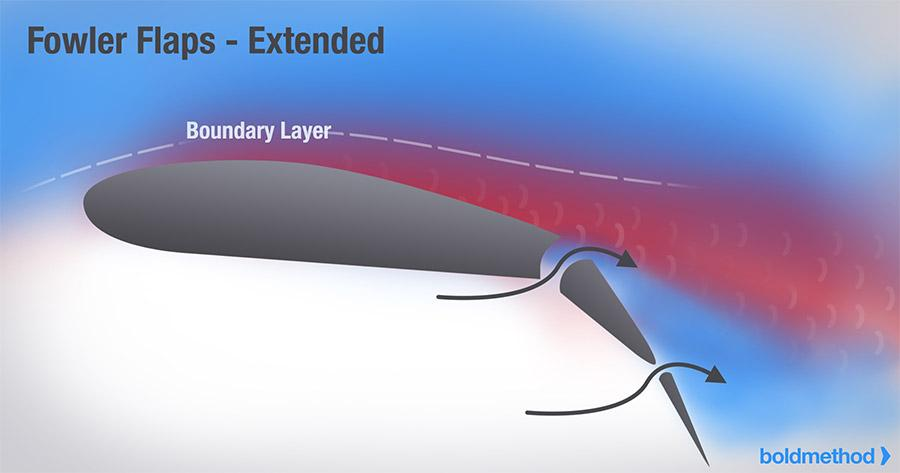 Fowler Flaps - Extended
Boundary Layer
boldmethod